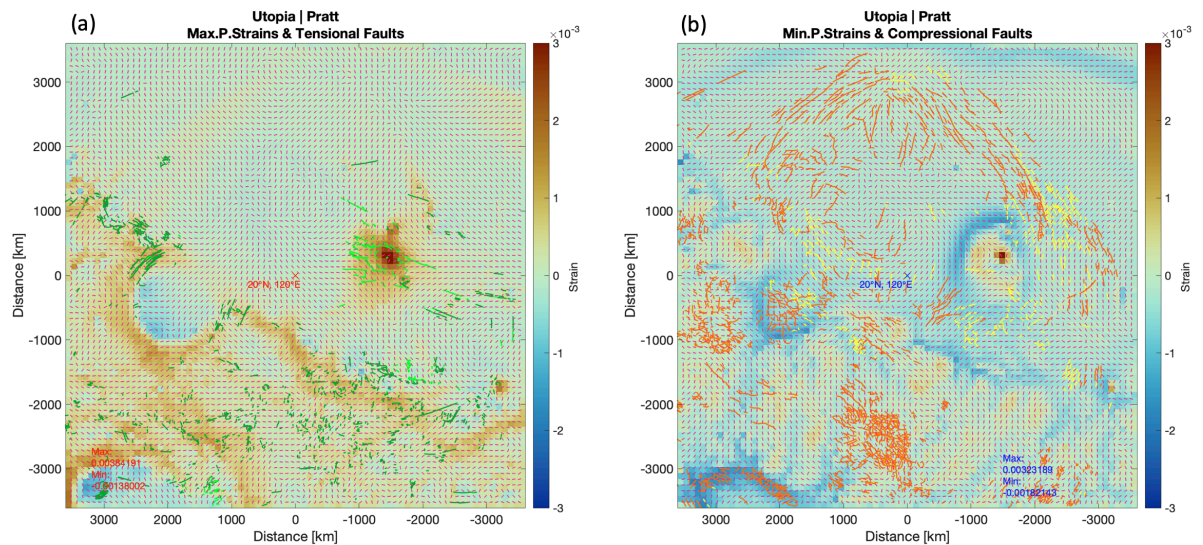 (a)
Utopia | Pratt
Max.P.Strains & Tensional Faults
×10⁻³
3
2
1
0
-1
-2
-3
Strain
3000
2000
1000
0
-1000
-2000
-3000
Distance [km]
20°N, 120°E
Max:
0.00384191
Min:
-0.00138002
3000
2000
1000
0
-1000
-2000
-3000
Distance [km]
(b)
Utopia | Pratt
Min.P.Strains & Compressional Faults
×10⁻³
3
2
1
0
-1
-2
-3
Strain
3000
2000
1000
0
-1000
-2000
-3000
Distance [km]
20°N, 120°E
Max:
0.00323189
Min:
-0.00182143
3000
2000
1000
0
-1000
-2000
-3000
Distance [km]